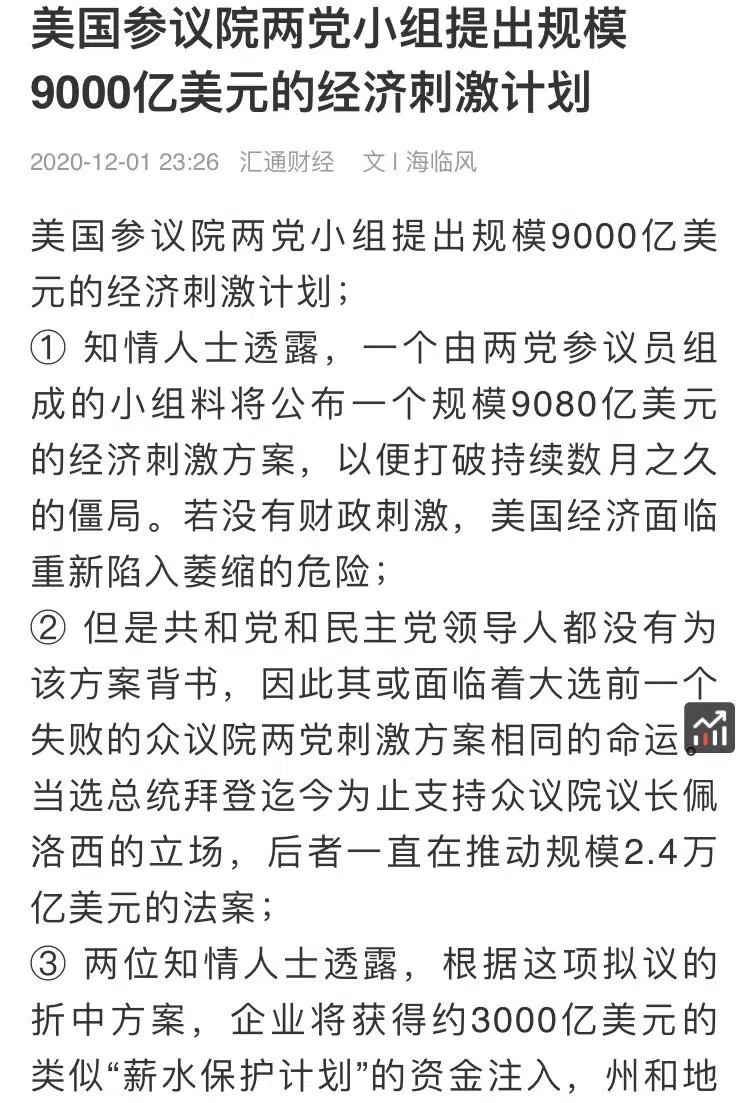 美国参议院两党小组提出规模
9000亿美元的经济刺激计划
2020-12-01 23:26 汇通财经 文 | 海临风
美国参议院两党小组提出规模9000亿美
元的经济刺激计划；
① 知情人士透露，一个由两党参议员组
成的小组料将公布一个规模9080亿美元
的经济刺激方案，以便打破持续数月之久
的僵局。若没有财政刺激，美国经济面临
重新陷入萎缩的危险；
② 但是共和党和民主党领导人都没有为
该方案背书，因此其或面临着大选前一个
失败的众议院两党刺激方案相同的命运。
当选总统拜登迄今为止支持众议院议长佩
洛西的立场，后者一直在推动规模2.4万
亿美元的法案；
③ 两位知情人士透露，根据这项拟议的
折中方案，企业将获得约3000亿美元的
类似“薪水保护计划”的资金注入，州和地